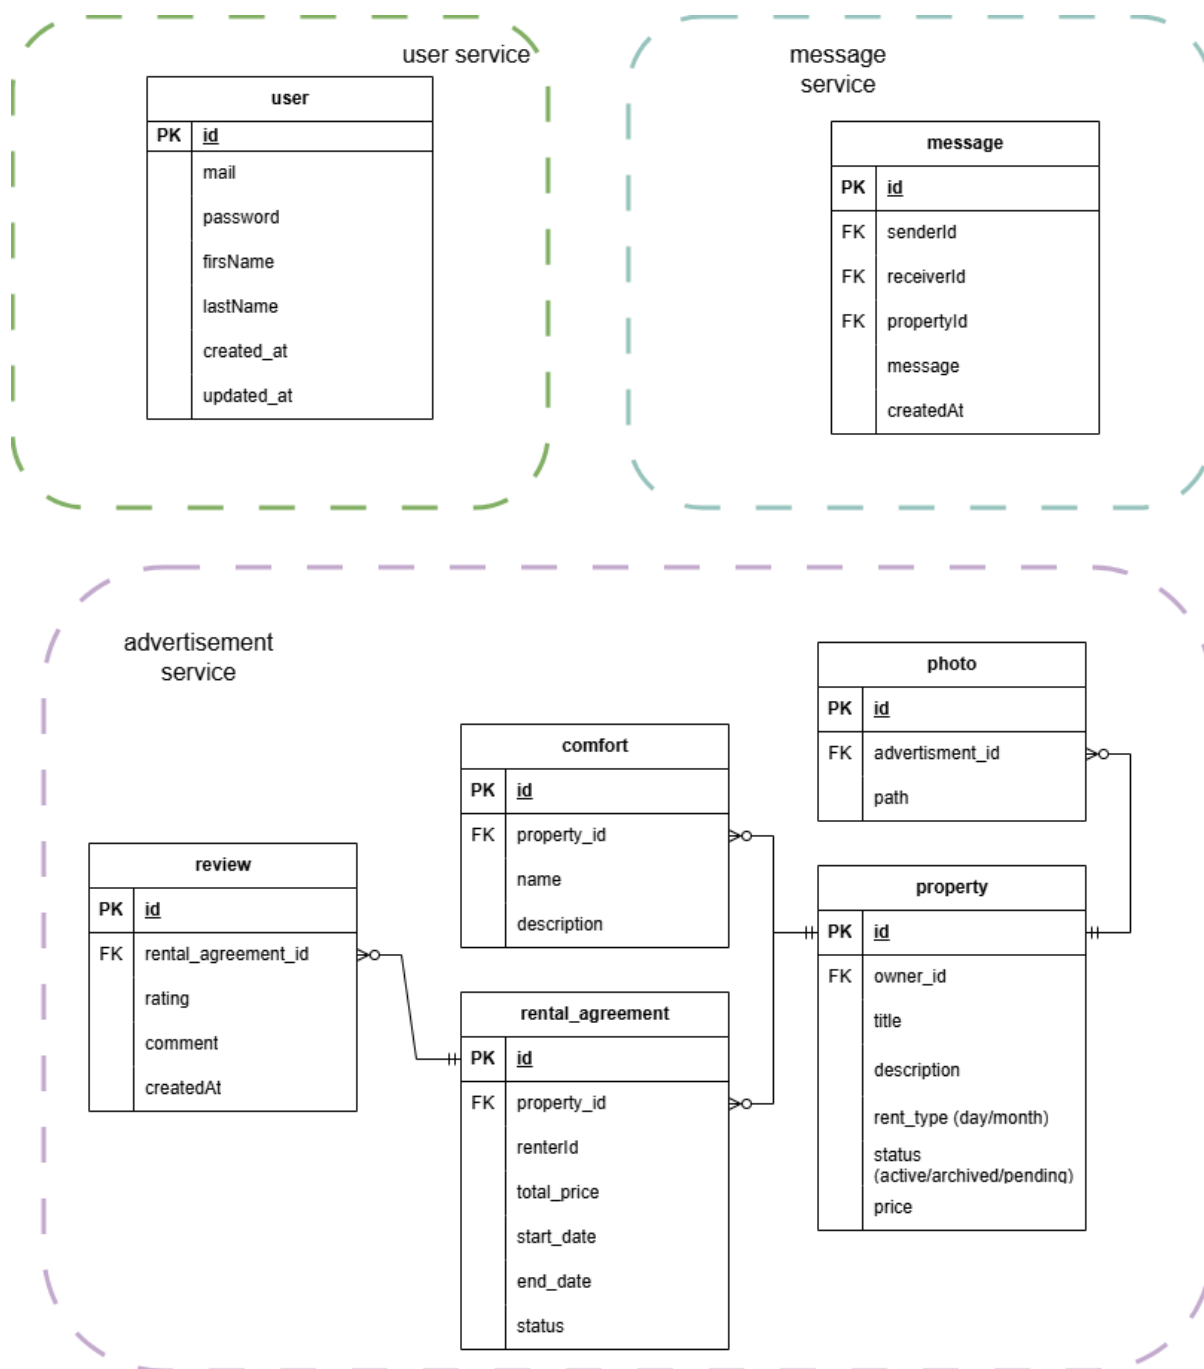 user service
user
PK id
mail
password
firsName
lastName
created_at
updated_at
message
service
message
PK id
FK senderId
FK receiverId
FK propertyId
message
createdAt
advertisement
service
photo
PK id
FK advertisment_id
path
comfort
PK id
FK property_id
name
description
review
PK id
FK rental_agreement_id
rating
comment
createdAt
property
PK id
FK owner_id
title
description
rent_type (day/month)
status
(active/archived/pending)
price
rental_agreement
PK id
FK property_id
renterId
total_price
start_date
end_date
status